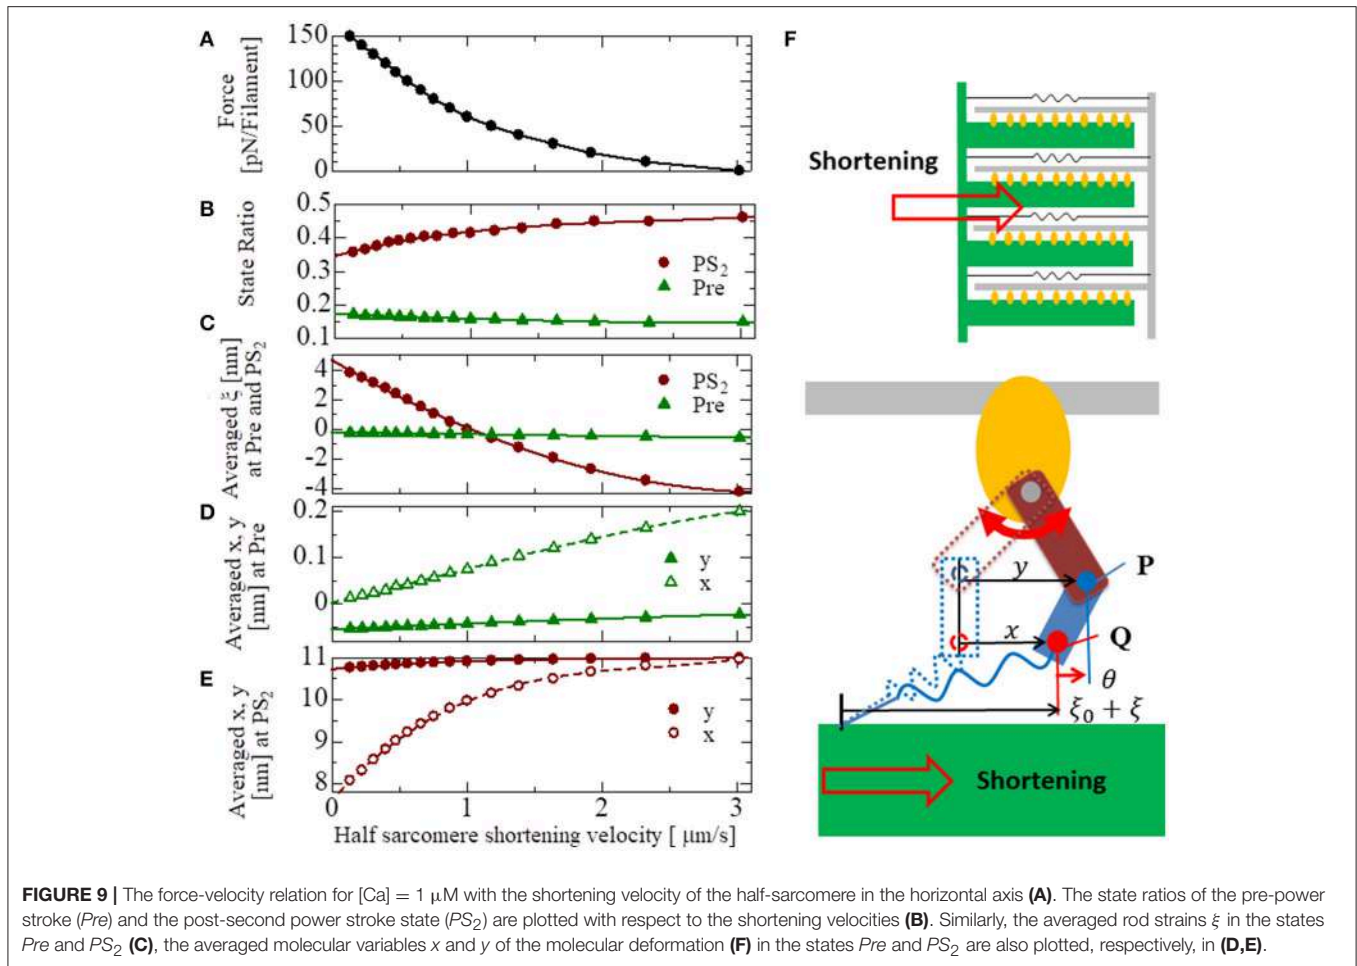 A
Force
[pN/Filament]
150
100
50
0
B
State Ratio
0.5
0.4
0.3
0.2
0.1
PS₂
Pre
C
Averaged ξ [nm]
at Pre and PS₂
4
2
0
-2
-4
PS₂
Pre
D
Averaged x, y
[nm] at Pre
0.2
0.1
0
y
x
E
Averaged x, y
[nm] at PS₂
11
10
9
8
y
x
0 1 2 3
Half sarcomere shortening velocity [ μm/s]
F
Shortening
y
P
x
Q
θ
ξ₀ + ξ
Shortening
FIGURE 9 | The force-velocity relation for [Ca] = 1 μM with the shortening velocity of the half-sarcomere in the horizontal axis (A). The state ratios of the pre-power
stroke (Pre) and the post-second power stroke state (PS₂) are plotted with respect to the shortening velocities (B). Similarly, the averaged rod strains ξ in the states
Pre and PS₂ (C), the averaged molecular variables x and y of the molecular deformation (F) in the states Pre and PS₂ are also plotted, respectively, in (D,E).